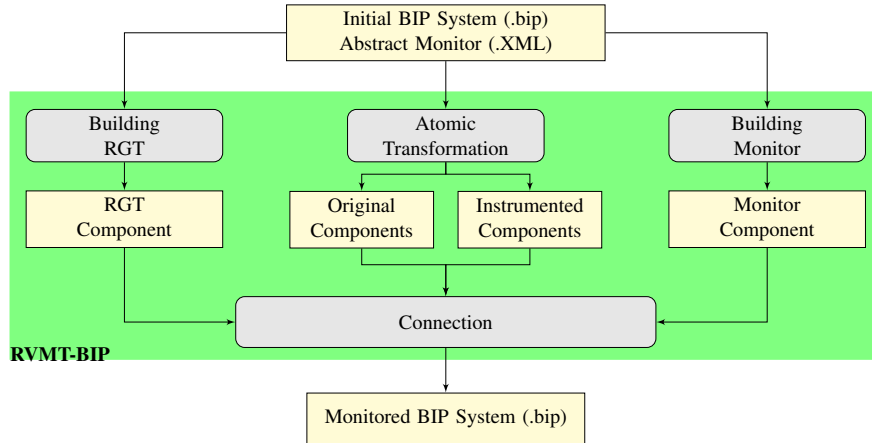 Initial BIP System (.bip)
Abstract Monitor (.XML)
Building
RGT
Atomic
Transformation
Building
Monitor
RGT
Component
Original
Components
Instrumented
Components
Monitor
Component
Connection
RVMT-BIP
Monitored BIP System (.bip)